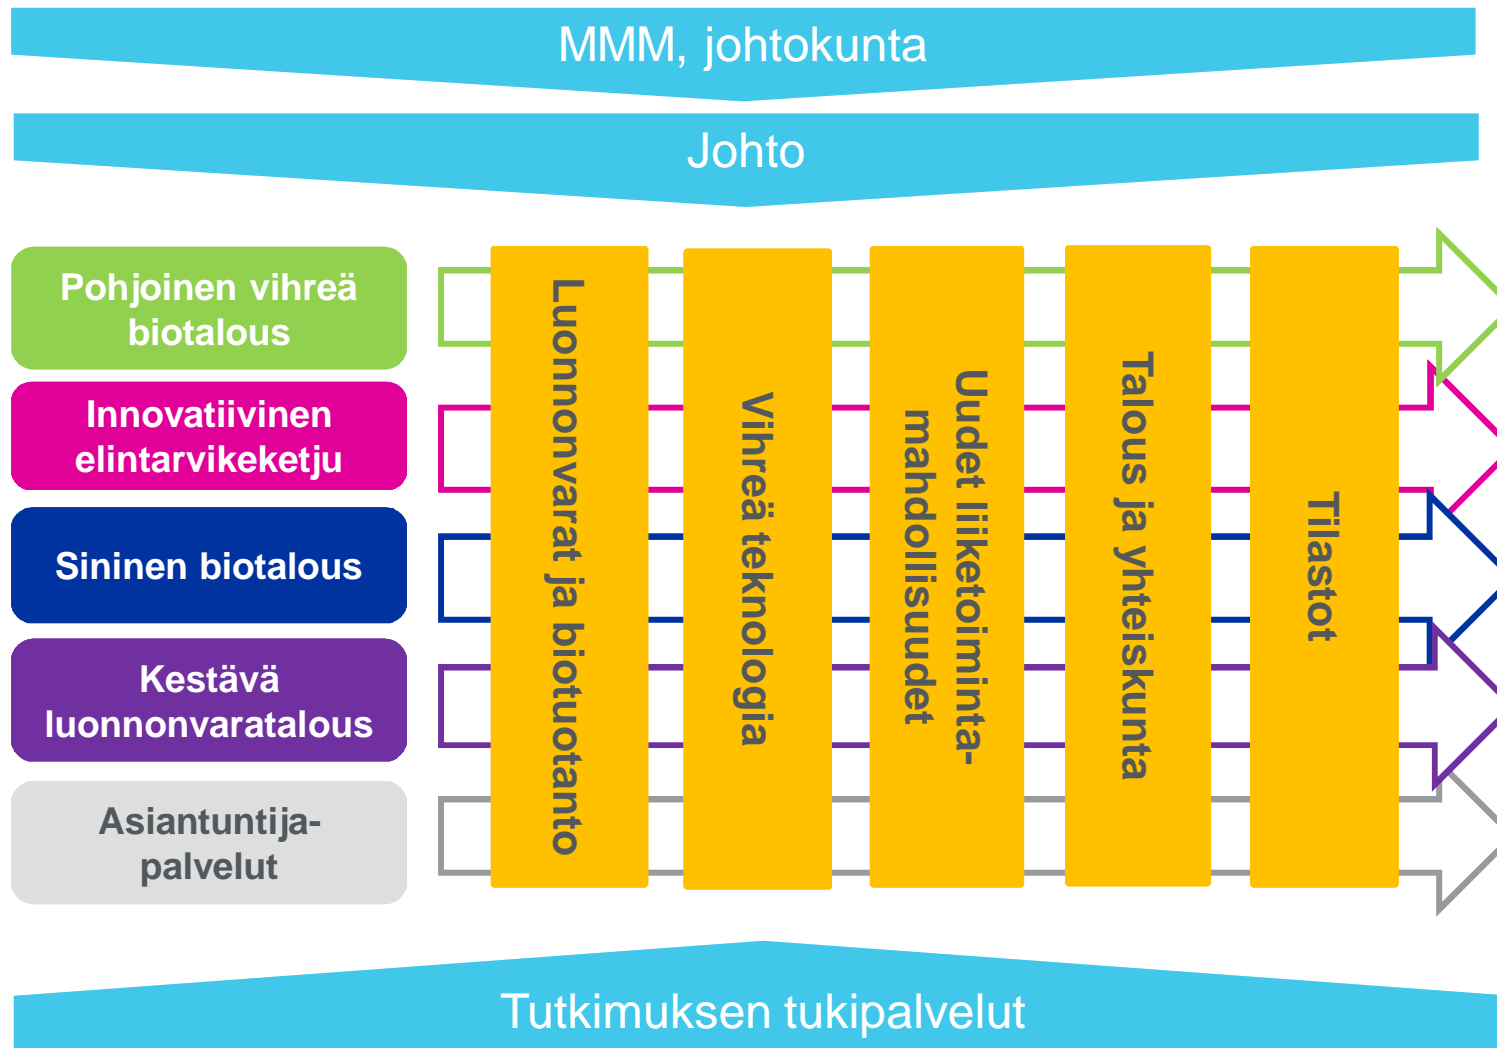 MMM, johtokunta
Johto
Pohjoinen vihreä
biotalous
Innovatiivinen
elintarvikeketju
Sininen biotalous
Kestävä
luonnonvaratalous
Asiantuntija-
palvelut
Luonnonvarat ja biotuotanto
Vihreä teknologia
Uudet liiketoiminta-
mahdollisuudet
Talous ja yhteiskunta
Tilastot
Tutkimuksen tukipalvelut